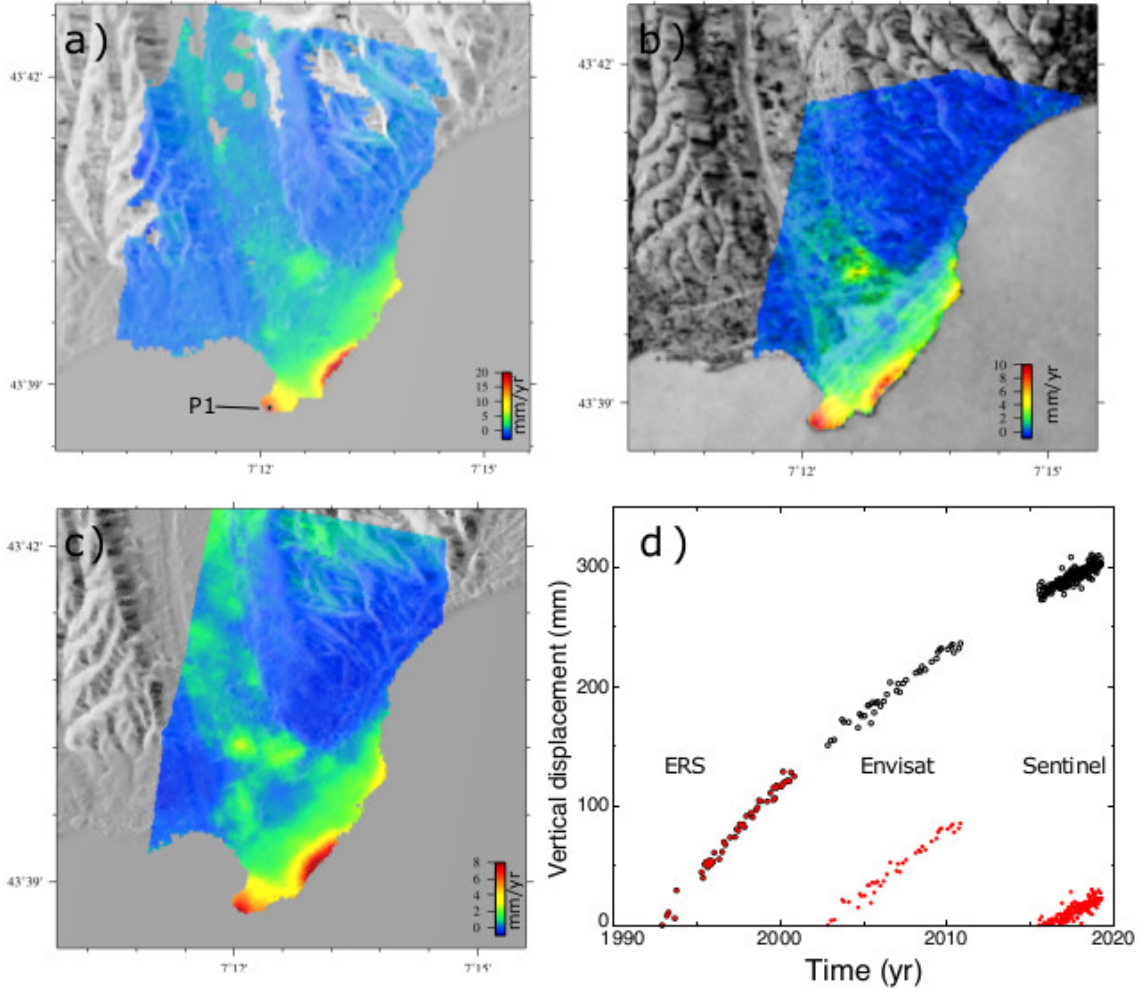 a)
43˚42'
43˚39'
P1
20
15
10
5
0
mm/yr
7˚12'
7˚15'
b)
43˚42'
43˚39'
10
8
6
4
2
0
mm/yr
7˚12'
7˚15'
c)
43˚42'
43˚39'
8
6
4
2
0
mm/yr
7˚12'
7˚15'
d)
Vertical displacement (mm)
300
200
100
0
ERS
Envisat
Sentinel
1990
2000
2010
2020
Time (yr)